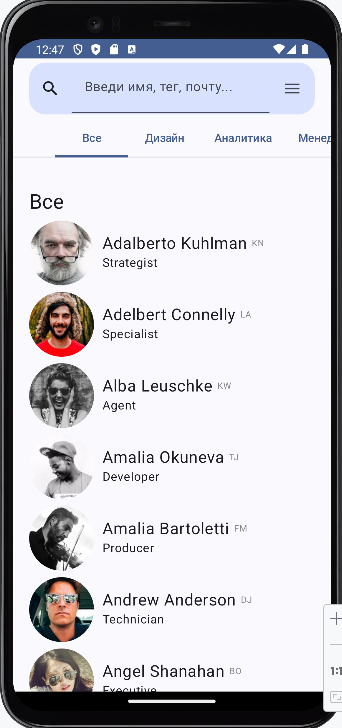 12:47
Введи имя, тег, почту...
Все Дизайн Аналитика Менед
Все
Adalberto Kuhlman KN
Strategist
Adelbert Connelly LA
Specialist
Alba Leuschke KW
Agent
Amalia Okuneva TJ
Developer
Amalia Bartoletti FM
Producer
Andrew Anderson DJ
Technician
Angel Shanahan BO
Executive
1:1